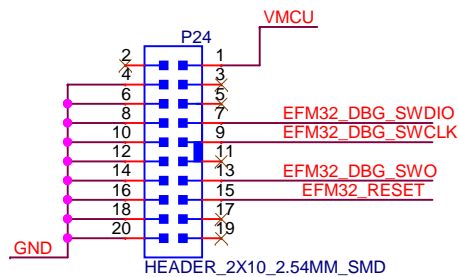 VMCU
P24
2 1
4 3
6 5
8 7 EFM32_DBG_SWDIO
10 9 EFM32_DBG_SWCLK
12 11
14 13 EFM32_DBG_SWO
16 15 EFM32_RESET
18 17
20 19
GND
HEADER_2X10_2.54MM_SMD